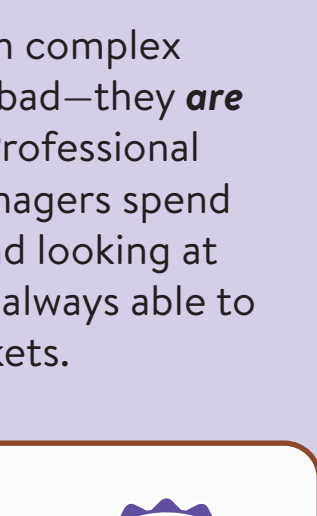 n complex
bad—they are
rofessional
nagers spend
d looking at
always able to
kets.